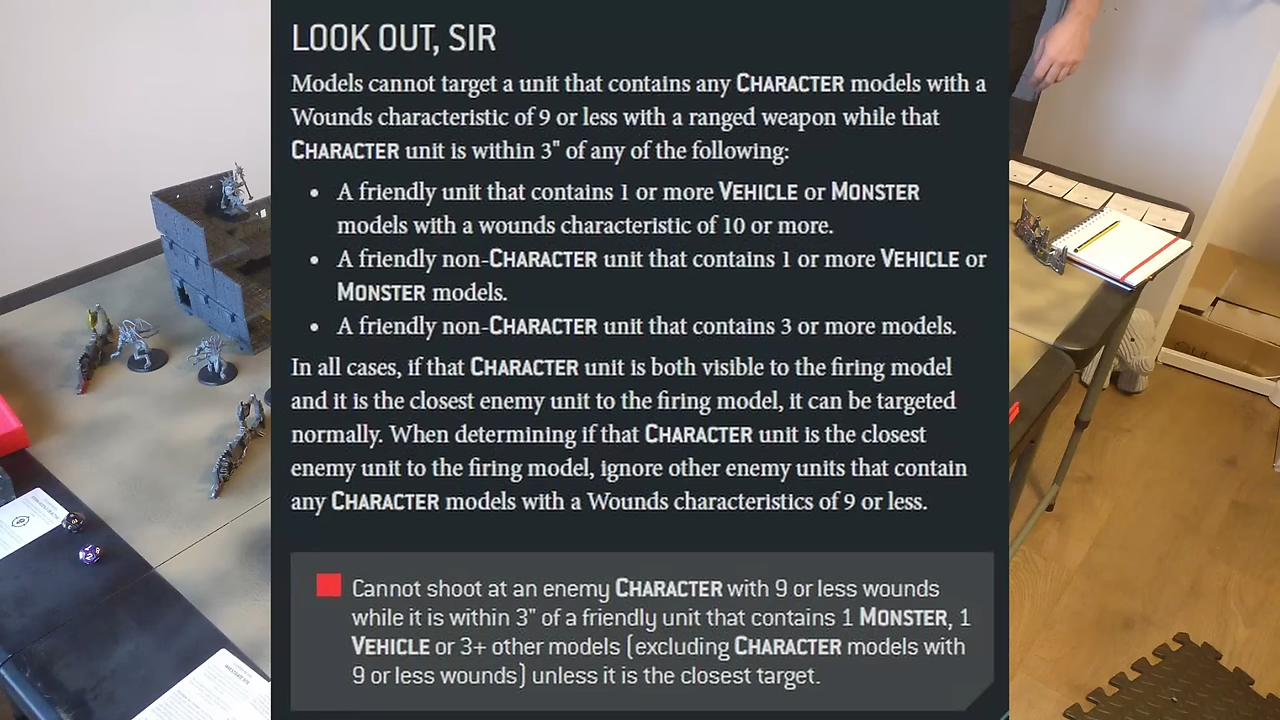 LOOK OUT, SIR
Models cannot target a unit that contains any CHARACTER models with a
Wounds characteristic of 9 or less with a ranged weapon while that
CHARACTER unit is within 3" of any of the following:
• A friendly unit that contains 1 or more VEHICLE or MONSTER
models with a wounds characteristic of 10 or more.
• A friendly non-CHARACTER unit that contains 1 or more VEHICLE or
MONSTER models.
• A friendly non-CHARACTER unit that contains 3 or more models.
In all cases, if that CHARACTER unit is both visible to the firing model
and it is the closest enemy unit to the firing model, it can be targeted
normally. When determining if that CHARACTER unit is the closest
enemy unit to the firing model, ignore other enemy units that contain
any CHARACTER models with a Wounds characteristics of 9 or less.
Cannot shoot at an enemy CHARACTER with 9 or less wounds
while it is within 3" of a friendly unit that contains 1 MONSTER, 1
VEHICLE or 3+ other models (excluding CHARACTER models with
9 or less wounds) unless it is the closest target.